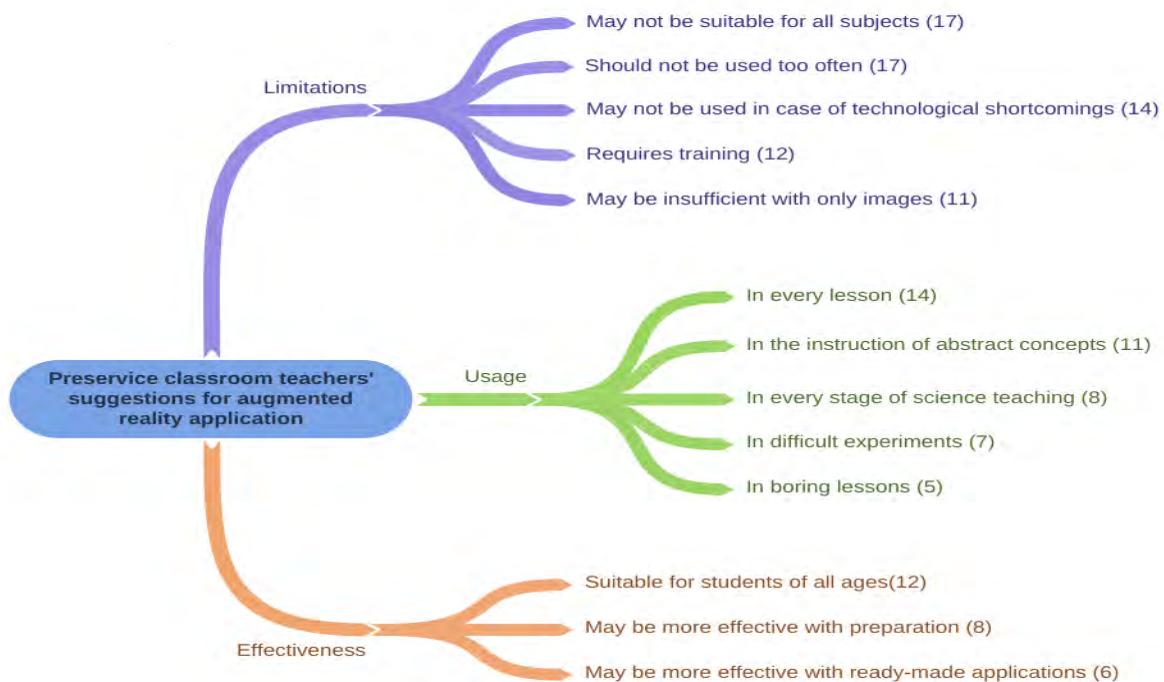 May not be suitable for all subjects (17)
Should not be used too often (17)
Limitations
May not be used in case of technological shortcomings (14)
Requires training (12)
May be insufficient with only images (11)
In every lesson (14)
In the instruction of abstract concepts (11)
Preservice classroom teachers'
suggestions for augmented
reality application
Usage
In every stage of science teaching (8)
In difficult experiments (7)
In boring lessons (5)
Suitable for students of all ages(12)
May be more effective with preparation (8)
Effectiveness
May be more effective with ready-made applications (6)